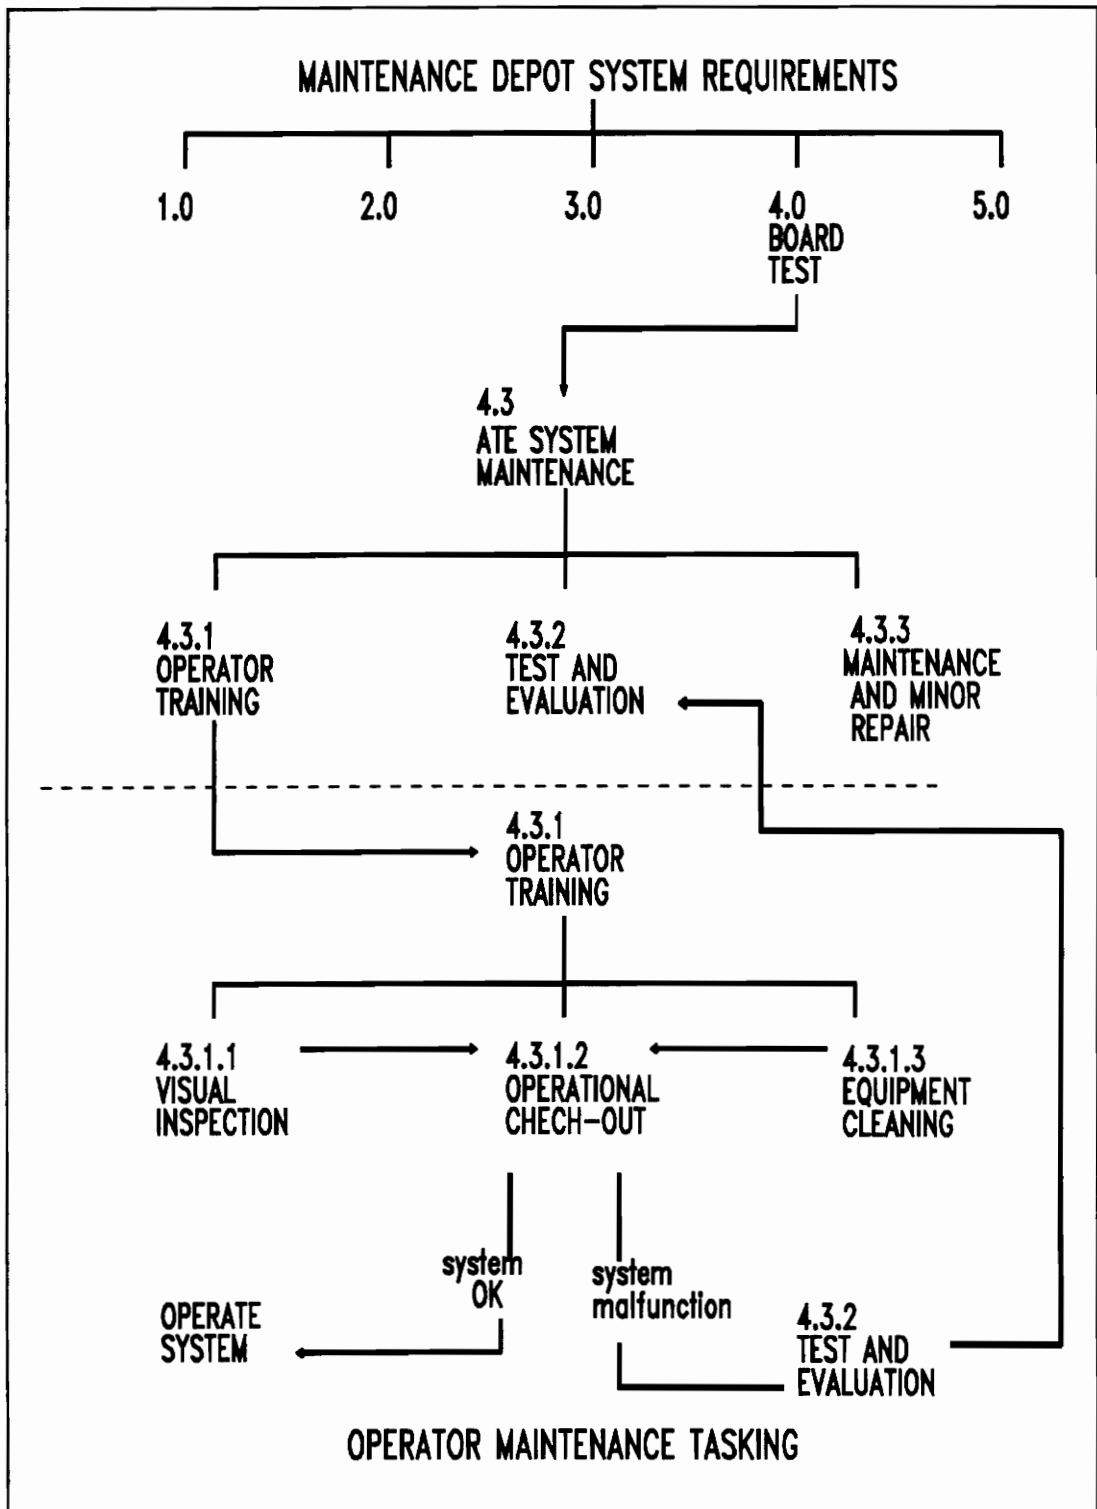 MAINTENANCE DEPOT SYSTEM REQUIREMENTS
1.0
2.0
3.0
4.0
BOARD
TEST
5.0
4.3
ATE SYSTEM
MAINTENANCE
4.3.1
OPERATOR
TRAINING
4.3.2
TEST AND
EVALUATION
4.3.3
MAINTENANCE
AND MINOR
REPAIR
4.3.1
OPERATOR
TRAINING
4.3.1.1
VISUAL
INSPECTION
4.3.1.2
OPERATIONAL
CHECH-OUT
4.3.1.3
EQUIPMENT
CLEANING
system
OK
system
malfunction
OPERATE
SYSTEM
4.3.2
TEST AND
EVALUATION
OPERATOR MAINTENANCE TASKING